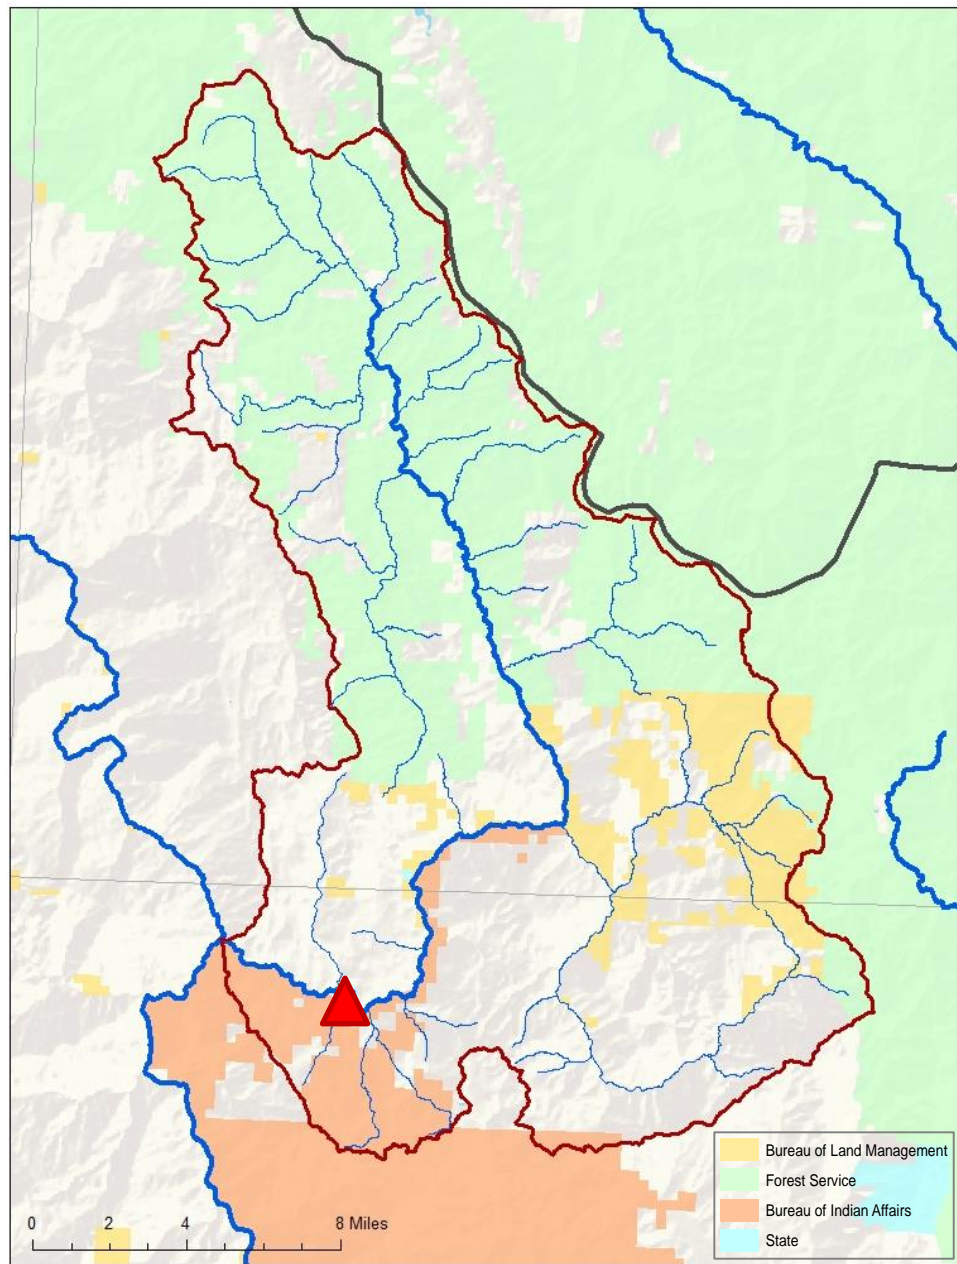 Bureau of Land Management
Forest Service
Bureau of Indian Affairs
State
0 2 4 8 Miles